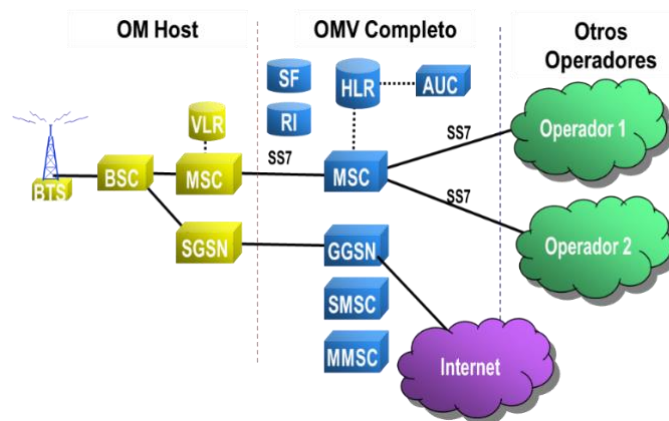 OM Host
OMV Completo
Otros
Operadores
SF
HLR
AUC
RI
VLR
SS7
Operador 1
BTS
BSC
MSC
SS7
MSC
SS7
SGSN
GGSN
Operador 2
SMSC
MMSC
Internet